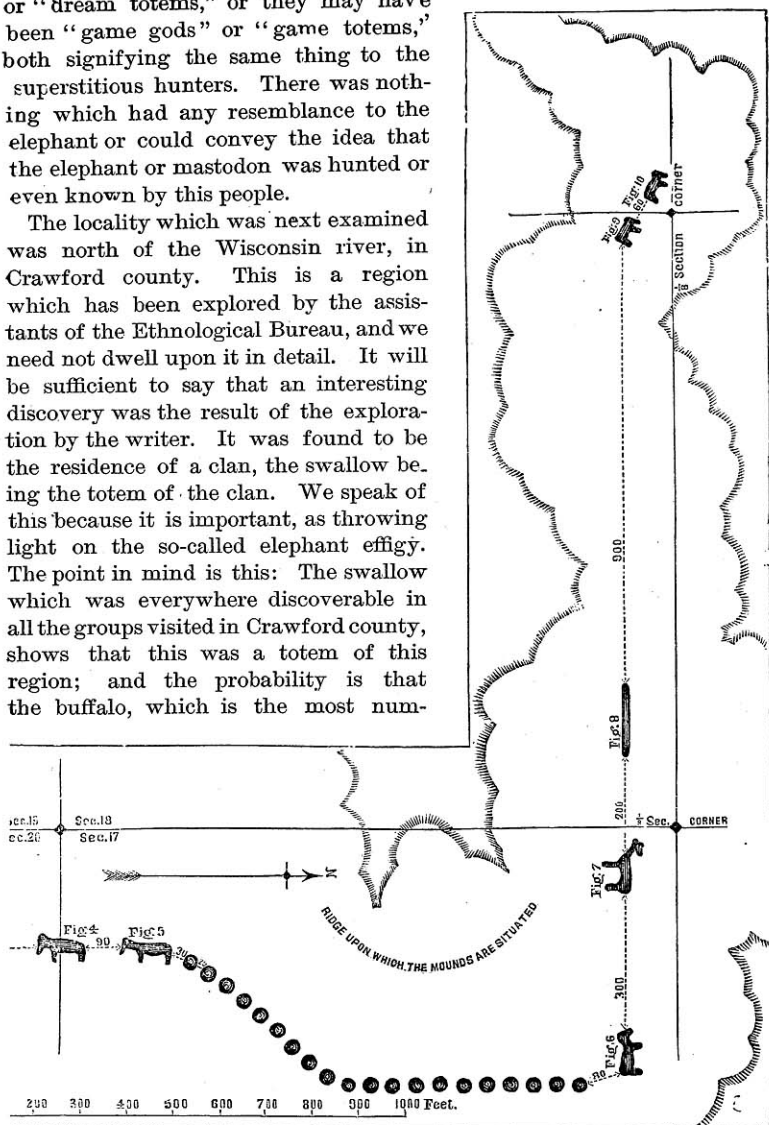 or “dream totems,” or they may have
been “game gods” or “game totems,”
both signifying the same thing to the
superstitious hunters. There was noth-
ing which had any resemblance to the
elephant or could convey the idea that
the elephant or mastodon was hunted or
even known by this people.
The locality which was next examined
was north of the Wisconsin river, in
Crawford county. This is a region
which has been explored by the assis-
tants of the Ethnological Bureau, and we
need not dwell upon it in detail. It will
be sufficient to say that an interesting
discovery was the result of the explora-
tion by the writer. It was found to be
the residence of a clan, the swallow be-
ing the totem of the clan. We speak of
this because it is important, as throwing
light on the so-called elephant effigy.
The point in mind is this: The swallow
which was everywhere discoverable in
all the groups visited in Crawford county,
shows that this was a totem of this
region; and the probability is that
the buffalo, which is the most num-
Fig:10
60
Fig:9
Section
corner
900
Fig:8
200
Sec.
CORNER
Sec.18
Sec.17
N
Fig:7
RIDGE UPON WHICH THE MOUNDS ARE SITUATED
Fig:4
90
Fig:5
30
300
Fig:6
80
200 300 400 500 600 700 800 900 1000 Feet.